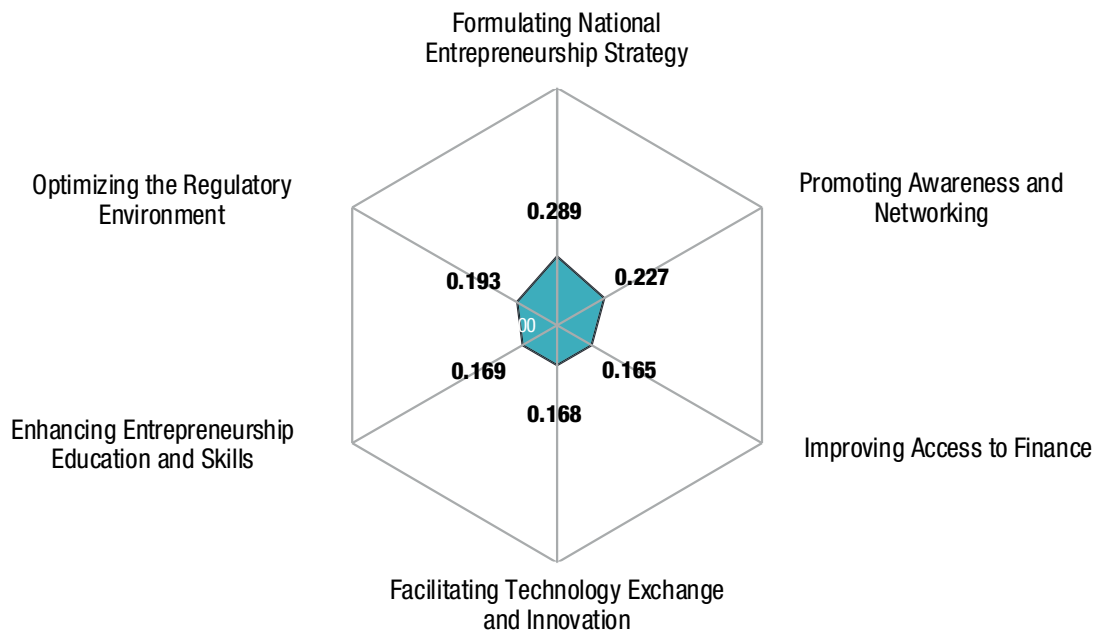 Formulating National
Entrepreneurship Strategy
Optimizing the Regulatory
Environment
Promoting Awareness and
Networking
0.289
0.193
0.227
00
0.169
0.165
0.168
Enhancing Entrepreneurship
Education and Skills
Improving Access to Finance
Facilitating Technology Exchange
and Innovation